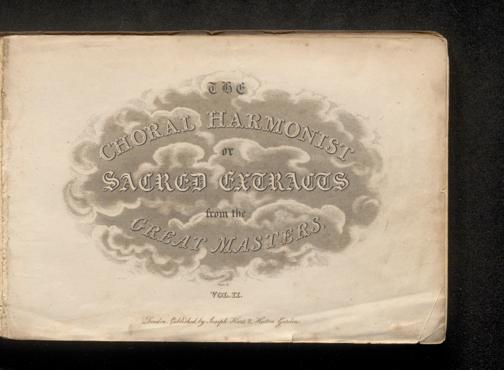 THE
CHORAL HARMONIST
or
SACRED EXTRACTS
from the
GREAT MASTERS.
VOL. II.
London. Published by Joseph Hart, Hatton Garden